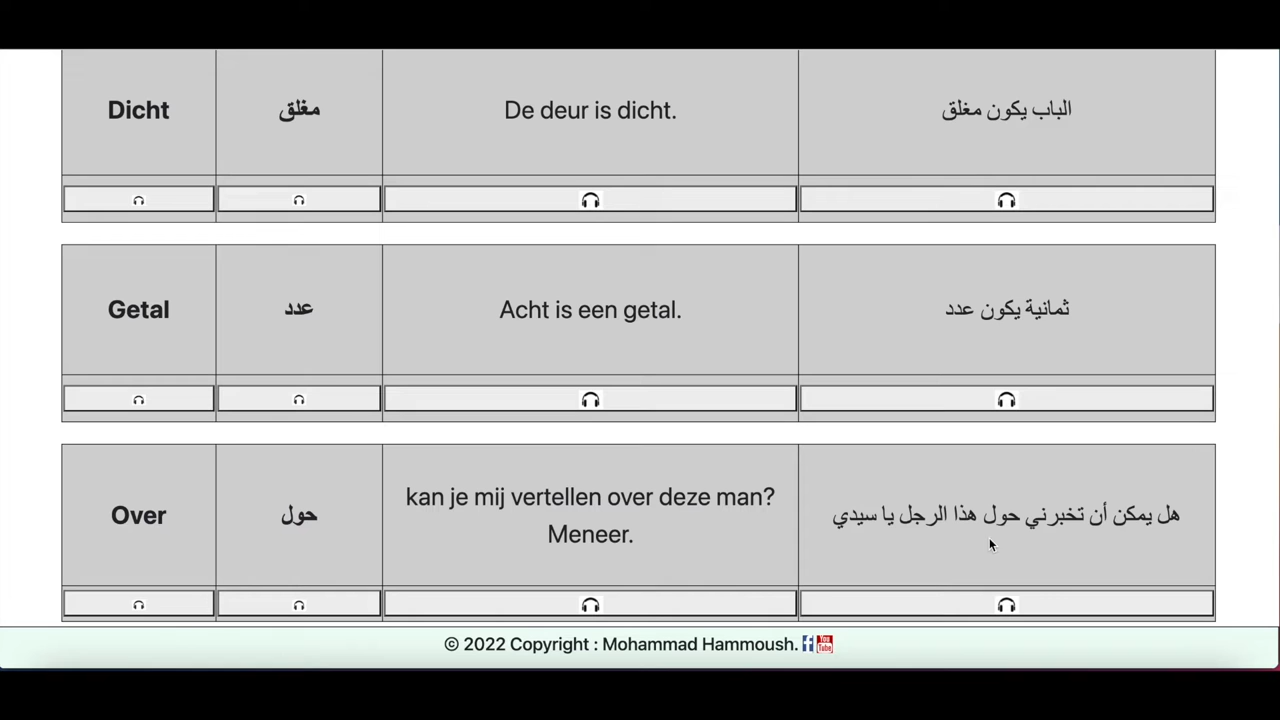 Dicht
مغلق
De deur is dicht.
الباب يكون مغلق
Getal
عدد
Acht is een getal.
ثمانية يكون عدد
Over
حول
kan je mij vertellen over deze man?
Meneer.
هل يمكن أن تخبرني حول هذا الرجل يا سيدي
© 2022 Copyright : Mohammad Hammoush.
You
Tube